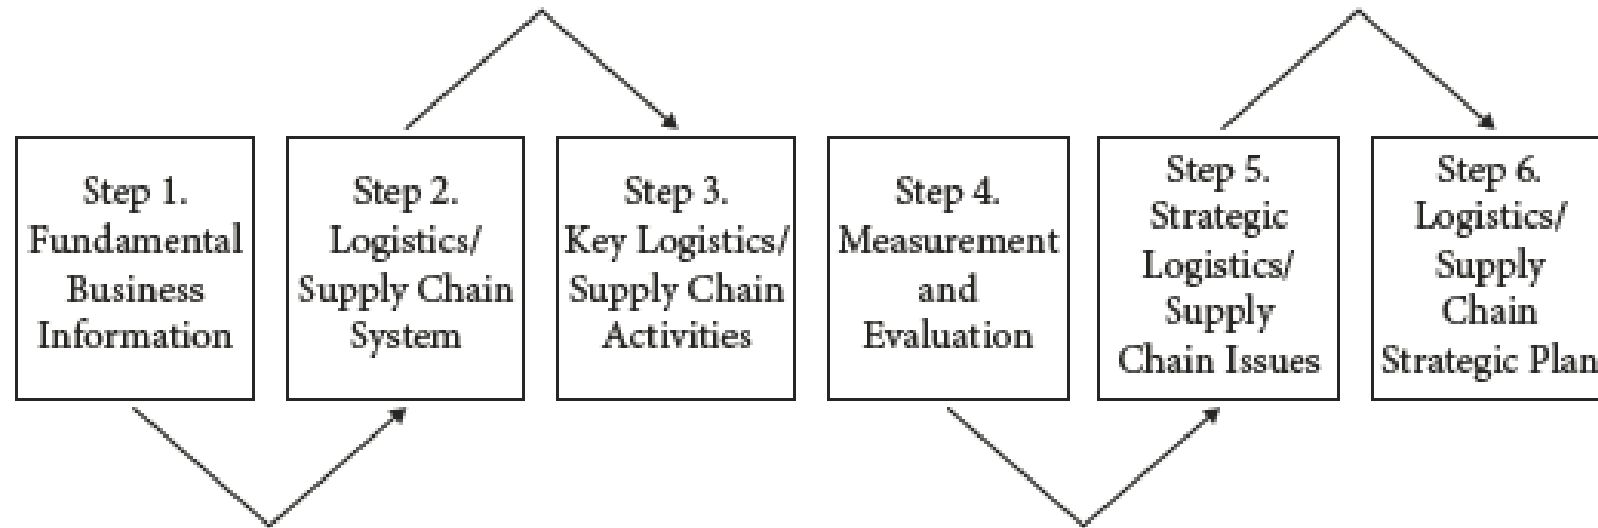 Step 1.
Fundamental
Business
Information
Step 2.
Logistics/
Supply Chain
System
Step 3.
Key Logistics/
Supply Chain
Activities
Step 4.
Measurement
and
Evaluation
Step 5.
Strategic
Logistics/
Supply
Chain Issues
Step 6.
Logistics/
Supply
Chain
Strategic Plan